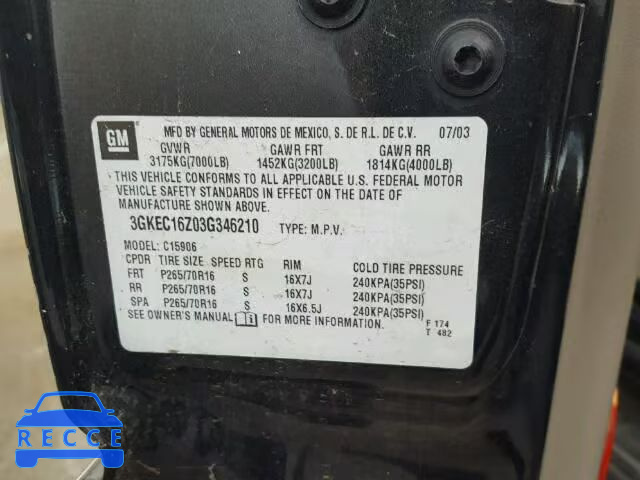 GM
MFD BY GENERAL MOTORS DE MEXICO, S. DE R.L. DE C.V. 07/03
GVWR GAWR FRT GAWR RR
3175KG(7000LB) 1452KG(3200LB) 1814KG(4000LB)
THIS VEHICLE CONFORMS TO ALL APPLICABLE U.S. FEDERAL MOTOR
VEHICLE SAFETY STANDARDS IN EFFECT ON THE DATE OF
MANUFACTURE SHOWN ABOVE.
3GKEC16Z03G346210 TYPE: M.P.V.
MODEL: C15906
CPDR TIRE SIZE SPEED RTG RIM COLD TIRE PRESSURE
FRT P265/70R16 S 16X7J 240KPA(35PSI)
RR P265/70R16 S 16X7J 240KPA(35PSI)
SPA P265/70R16 S 16X6.5J 240KPA(35PSI)
SEE OWNER'S MANUAL FOR MORE INFORMATION.
F 174
T 482
RECCE